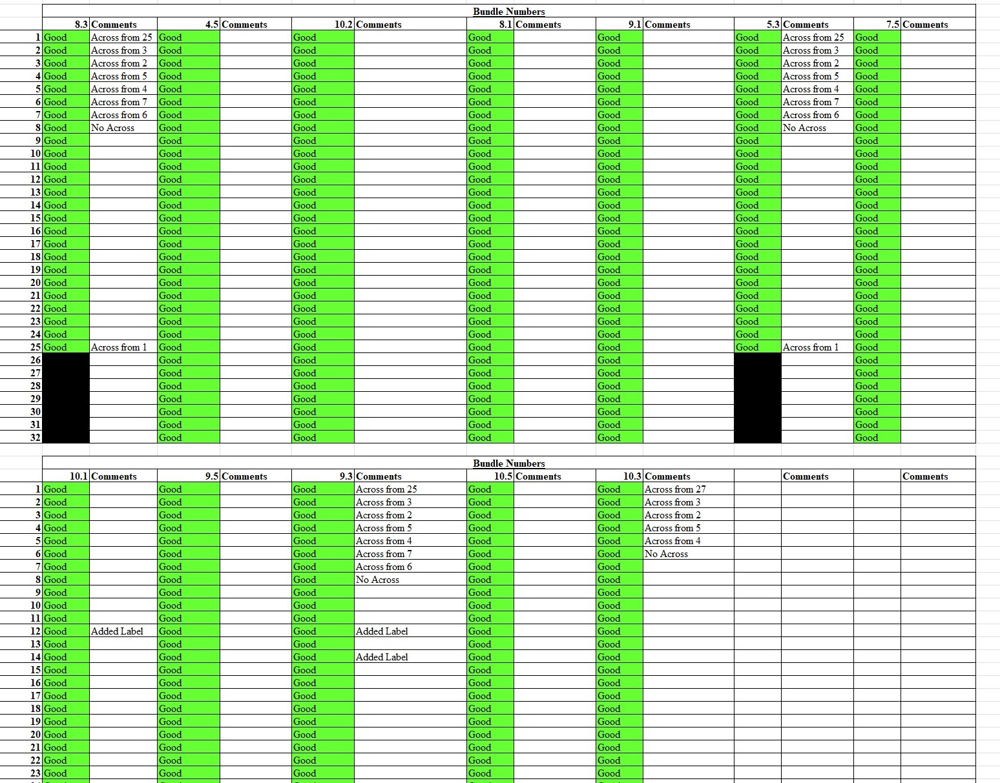 Bundle Numbers
8.3 Comments 4.5 Comments 10.2 Comments 8.1 Comments 9.1 Comments 5.3 Comments 7.5 Comments
1 Good Across from 25 Good Good Good Good Good Across from 25 Good
2 Good Across from 3 Good Good Good Good Good Across from 3 Good
3 Good Across from 2 Good Good Good Good Good Across from 2 Good
4 Good Across from 5 Good Good Good Good Good Across from 5 Good
5 Good Across from 4 Good Good Good Good Good Across from 4 Good
6 Good Across from 7 Good Good Good Good Good Across from 7 Good
7 Good Across from 6 Good Good Good Good Good Across from 6 Good
8 Good No Across Good Good Good Good Good No Across Good
9 Good Good Good Good Good Good Good
10 Good Good Good Good Good Good Good
11 Good Good Good Good Good Good Good
12 Good Good Good Good Good Good Good
13 Good Good Good Good Good Good Good
14 Good Good Good Good Good Good Good
15 Good Good Good Good Good Good Good
16 Good Good Good Good Good Good Good
17 Good Good Good Good Good Good Good
18 Good Good Good Good Good Good Good
19 Good Good Good Good Good Good Good
20 Good Good Good Good Good Good Good
21 Good Good Good Good Good Good Good
22 Good Good Good Good Good Good Good
23 Good Good Good Good Good Good Good
24 Good Good Good Good Good Good Good
25 Good Across from 1 Good Good Good Good Good Across from 1 Good
26 Good Good Good Good Good
27 Good Good Good Good Good
28 Good Good Good Good Good
29 Good Good Good Good Good
30 Good Good Good Good Good
31 Good Good Good Good Good
32 Good Good Good Good Good
Bundle Numbers
10.1 Comments 9.5 Comments 9.3 Comments 10.5 Comments 10.3 Comments Comments Comments
1 Good Good Good Across from 25 Good Good Across from 27
2 Good Good Good Across from 3 Good Good Across from 3
3 Good Good Good Across from 2 Good Good Across from 2
4 Good Good Good Across from 5 Good Good Across from 5
5 Good Good Good Across from 4 Good Good Across from 4
6 Good Good Good Across from 7 Good Good No Across
7 Good Good Good Across from 6 Good Good
8 Good Good Good No Across Good Good
9 Good Good Good Good Good
10 Good Good Good Good Good
11 Good Good Good Good Good
12 Good Added Label Good Good Added Label Good Good
13 Good Good Good Good Good
14 Good Good Good Added Label Good Good
15 Good Good Good Good Good
16 Good Good Good Good Good
17 Good Good Good Good Good
18 Good Good Good Good Good
19 Good Good Good Good Good
20 Good Good Good Good Good
21 Good Good Good Good Good
22 Good Good Good Good Good
23 Good Good Good Good Good